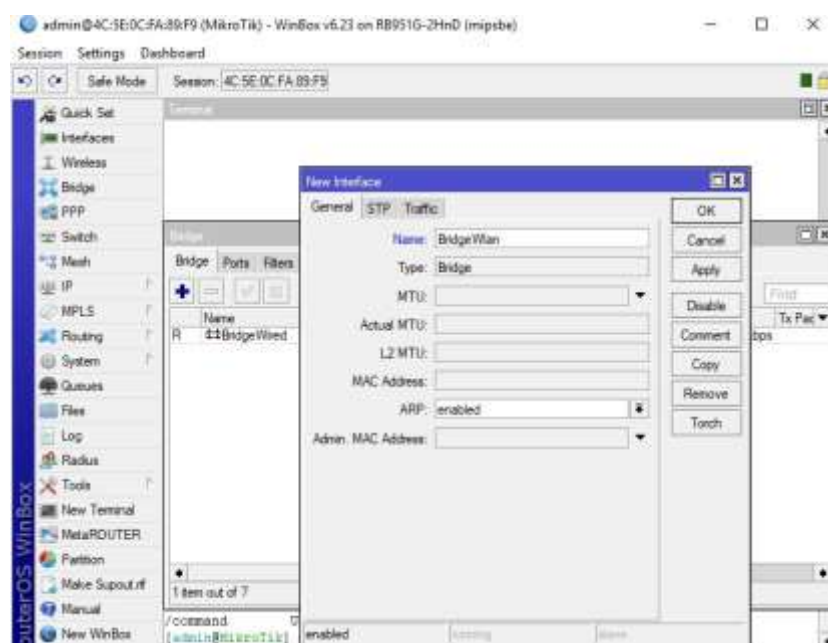 admin@4C:5E:0C:FA:89:F9 (MikroTik) - WinBox v6.23 on RB951G-2HnD (mipsbe)
Session Settings Dashboard
Safe Mode Session: 4C:5E:0C:FA:89:F9
Quick Set
Interfaces
Wireless
Bridge
PPP
Switch
Mesh
IP
MPLS
Routing
System
Queues
Files
Log
Radius
Tools
New Terminal
MetaROUTER
Partition
Make Supout.rif
Manual
New WinBox
RouterOS WinBox
Terminal
Bridge
Bridge Ports Filters
Find
Name Tx Pac
R BridgeWired bps
1 item out of 7
/command
[admin@MikroTik]
New Interface
General STP Traffic
Name: BridgeWlan
Type: Bridge
MTU:
Actual MTU:
L2 MTU:
MAC Address:
ARP: enabled
Admin. MAC Address:
OK
Cancel
Apply
Disable
Comment
Copy
Remove
Torch
enabled running slave